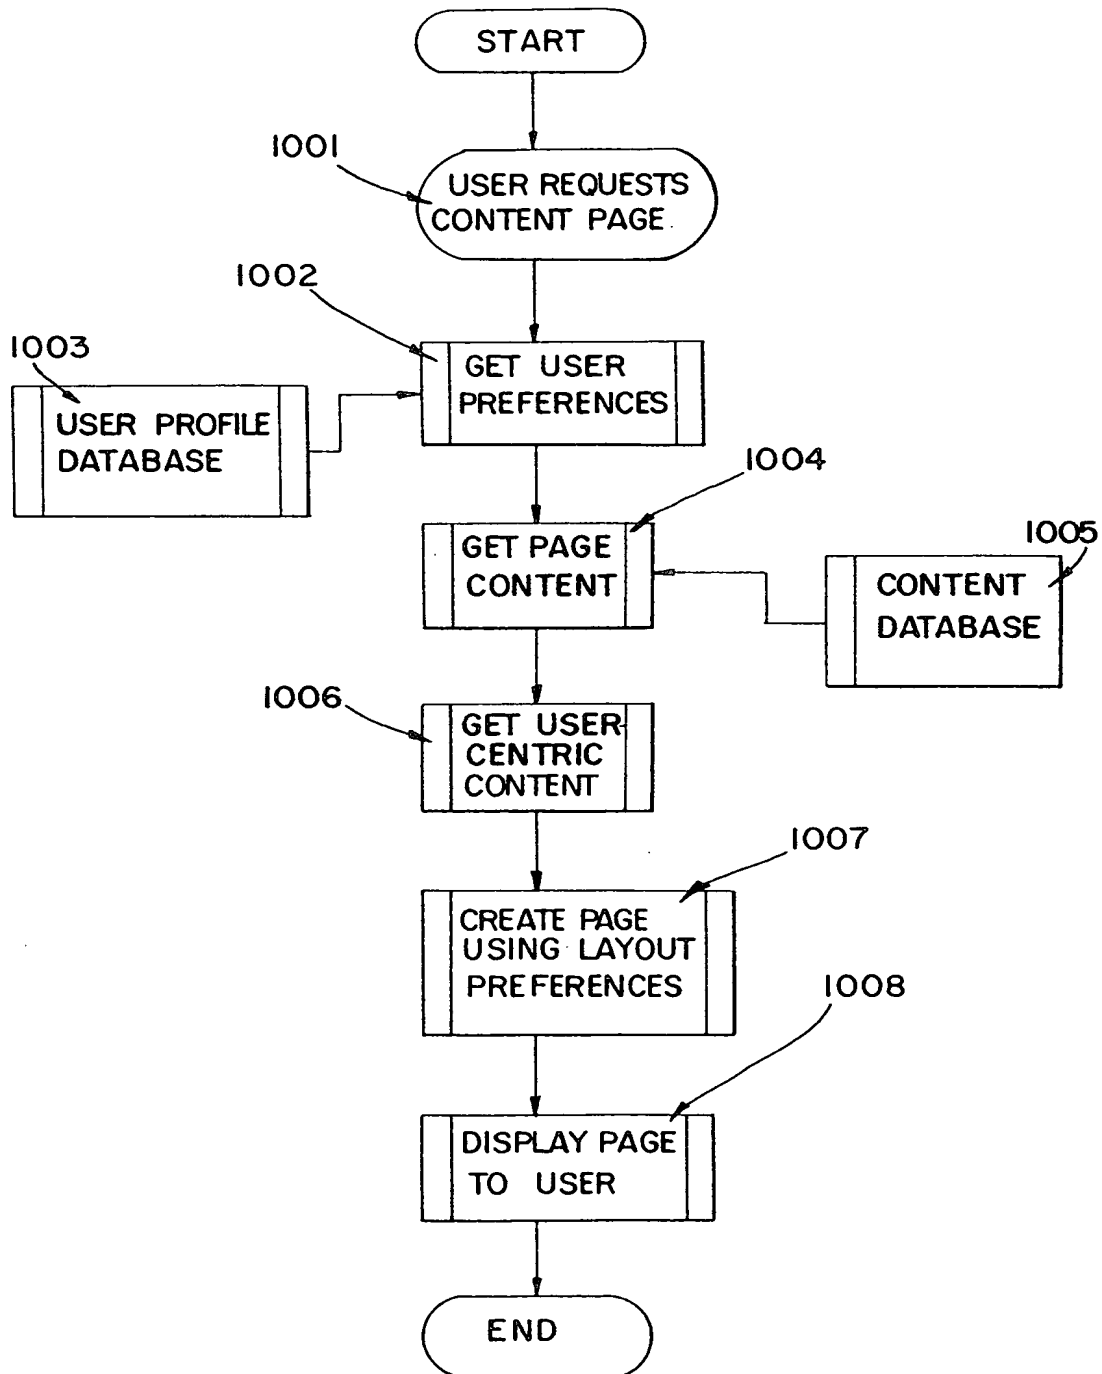 START
1001
USER REQUESTS
CONTENT PAGE
1002
GET USER
PREFERENCES
1003
USER PROFILE
DATABASE
1004
GET PAGE
CONTENT
1005
CONTENT
DATABASE
1006
GET USER-
CENTRIC
CONTENT
1007
CREATE PAGE
USING LAYOUT
PREFERENCES
1008
DISPLAY PAGE
TO USER
END